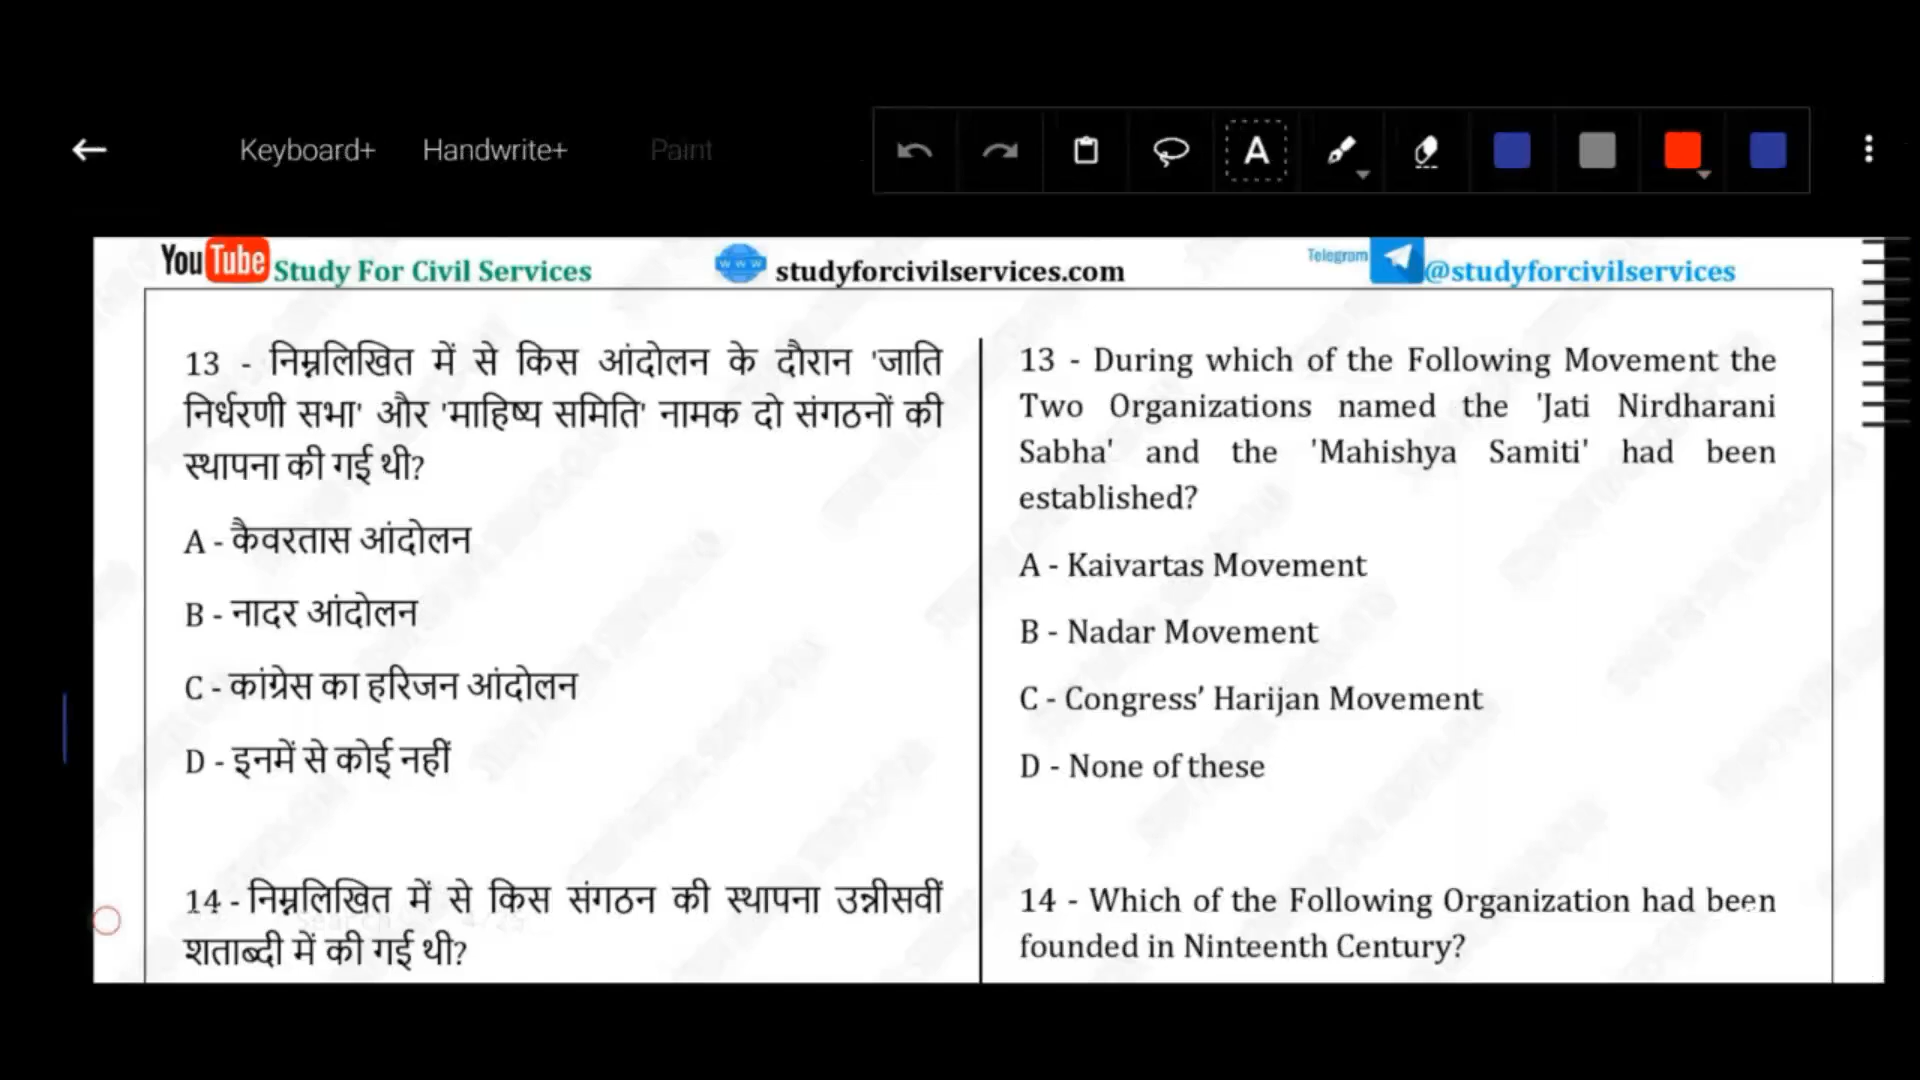 Keyboard+ Handwrite+ Paint
A
YouTube Study For Civil Services
www studyforcivilservices.com
Telegram @studyforcivilservices
13 - निम्नलिखित में से किस आंदोलन के दौरान 'जाति
निर्धरणी सभा' और 'माहिष्य समिति' नामक दो संगठनों की
स्थापना की गई थी?
A - कैवरतास आंदोलन
B - नादर आंदोलन
C - कांग्रेस का हरिजन आंदोलन
D - इनमें से कोई नहीं
14 - निम्नलिखित में से किस संगठन की स्थापना उन्नीसवीं
शताब्दी में की गई थी?
13 - During which of the Following Movement the
Two Organizations named the 'Jati Nirdharani
Sabha' and the 'Mahishya Samiti' had been
established?
A - Kaivartas Movement
B - Nadar Movement
C - Congress’ Harijan Movement
D - None of these
14 - Which of the Following Organization had been
founded in Ninteenth Century?